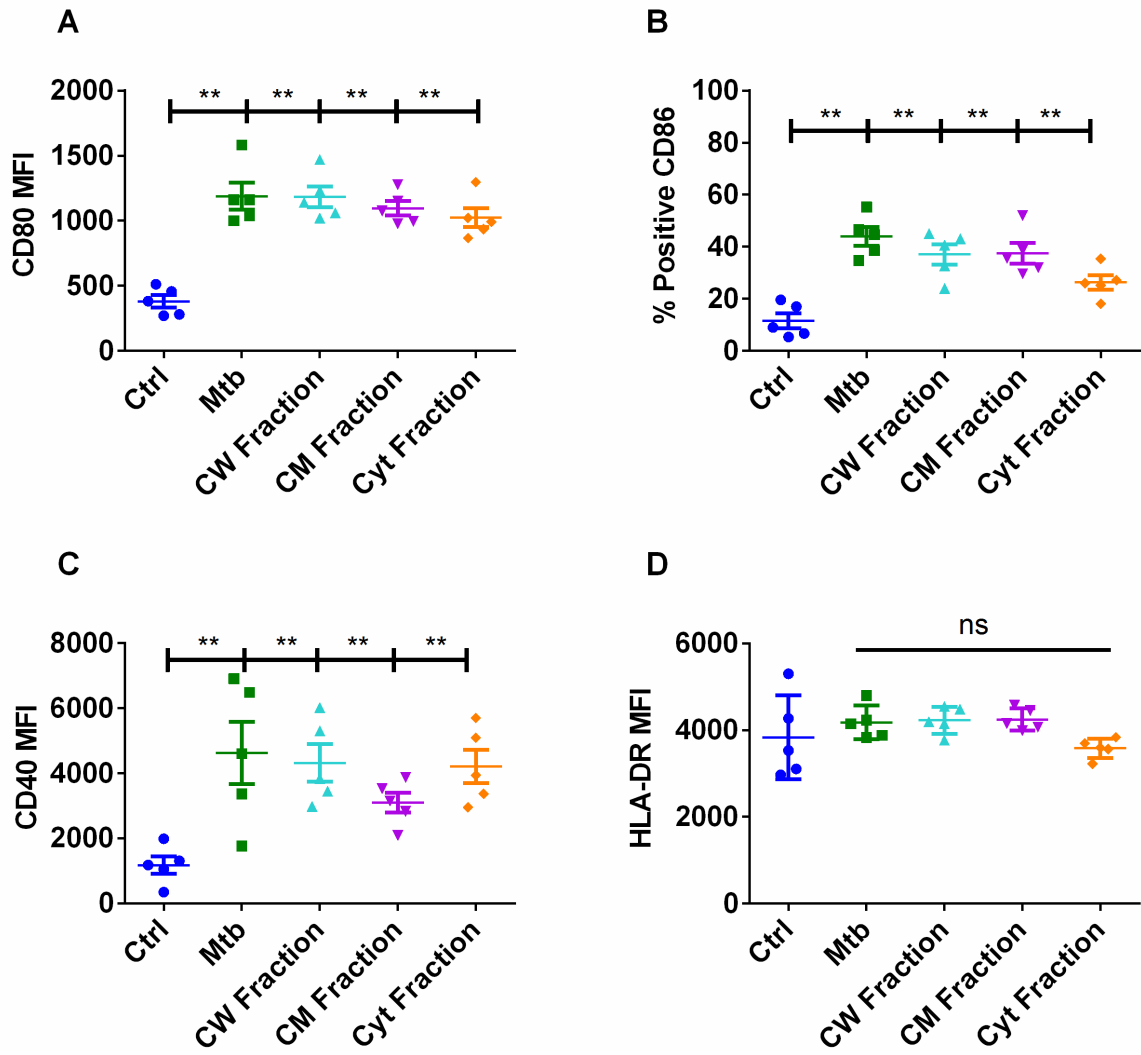 A
CD80 MFI
2000
1500
1000
500
0
** ** ** **
Ctrl
Mtb
CW Fraction
CM Fraction
Cyt Fraction
B
% Positive CD86
100
80
60
40
20
0
** ** ** **
Ctrl
Mtb
CW Fraction
CM Fraction
Cyt Fraction
C
CD40 MFI
8000
6000
4000
2000
0
** ** ** **
Ctrl
Mtb
CW Fraction
CM Fraction
Cyt Fraction
D
HLA-DR MFI
6000
4000
2000
0
ns
Ctrl
Mtb
CW Fraction
CM Fraction
Cyt Fraction